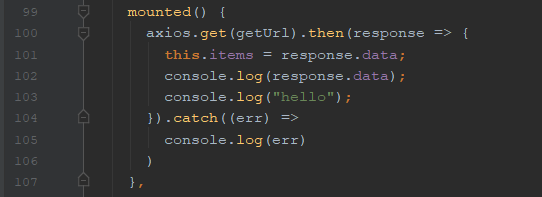 99 mounted() {
100 axios.get(getUrl).then(response => {
101 this.items = response.data;
102 console.log(response.data);
103 console.log("hello");
104 }).catch((err) =>
105 console.log(err)
106 )
107 },